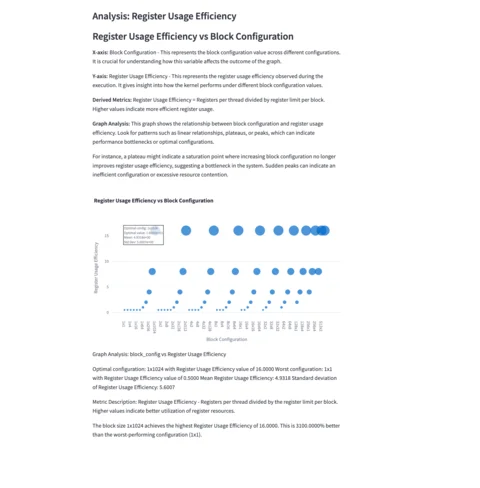 Analysis: Register Usage Efficiency
Register Usage Efficiency vs Block Configuration
X-axis: Block Configuration - This represents the block configuration value across different configurations.
It is crucial for understanding how this variable affects the outcome of the graph.
Y-axis: Register Usage Efficiency - This represents the register usage efficiency observed during the
execution. It gives insight into how the kernel performs under different block configuration values.
Derived Metrics: Register Usage Efficiency = Registers per thread divided by register limit per block.
Higher values indicate more efficient register usage.
Graph Analysis: This graph shows the relationship between block configuration and register usage
efficiency. Look for patterns such as linear relationships, plateaus, or peaks, which can indicate
performance bottlenecks or optimal configurations.
For instance, a plateau might indicate a saturation point where increasing block configuration no longer
improves register usage efficiency, suggesting a bottleneck in the system. Sudden peaks can indicate an
inefficient configuration or excessive resource contention.
Register Usage Efficiency vs Block Configuration
15
10
5
0
Register Usage Efficiency
Block Configuration
Graph Analysis: block_config vs Register Usage Efficiency
Optimal configuration: 1x1024 with Register Efficiency value of 16.0000 Worst configuration: 1x1
with Register Efficiency value of 0.5000 Mean Register Usage Efficiency: 4.9318 Standard deviation
of Register Usage Efficiency: 5.6007
Metric Description: Register Usage Efficiency - Registers per thread divided by the register limit per block.
Higher values indicate better utilization of register resources.
The block size 1x1024 achieves the highest Register Usage Efficiency of 16.0000. This is 3100.0000% better
than the worst-performing configuration (1x1).